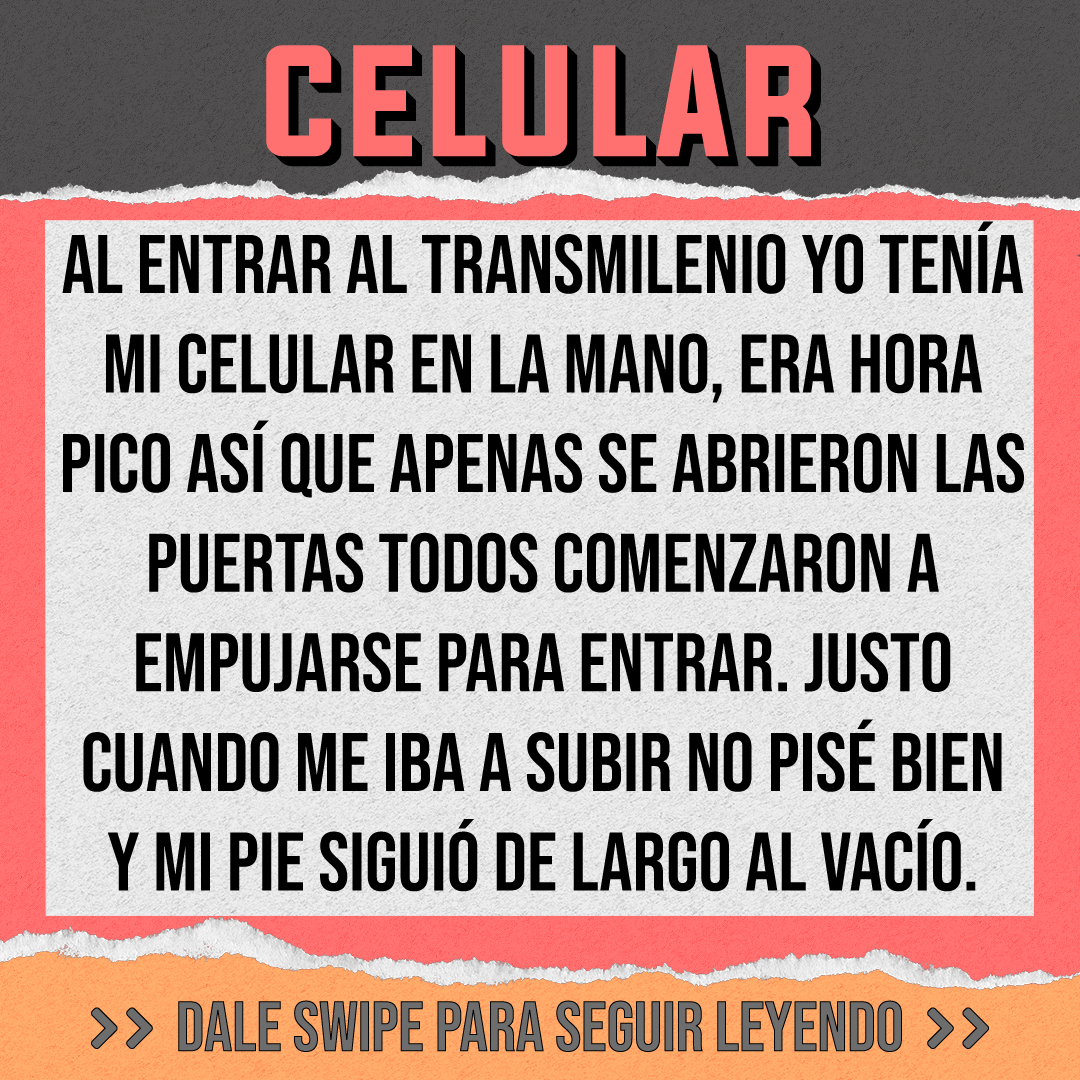 CELULAR
AL ENTRAR AL TRANSMILENIO YO TENÍA
MI CELULAR EN LA MANO, ERA HORA
PICO ASÍ QUE APENAS SE ABRIERON LAS
PUERTAS TODOS COMENZARON A
EMPUJARSE PARA ENTRAR. JUSTO
CUANDO ME IBA A SUBIR NO PISÉ BIEN
Y MI PIE SIGUIÓ DE LARGO AL VACÍO.
>> DALE SWIPE PARA SEGUIR LEYENDO >>